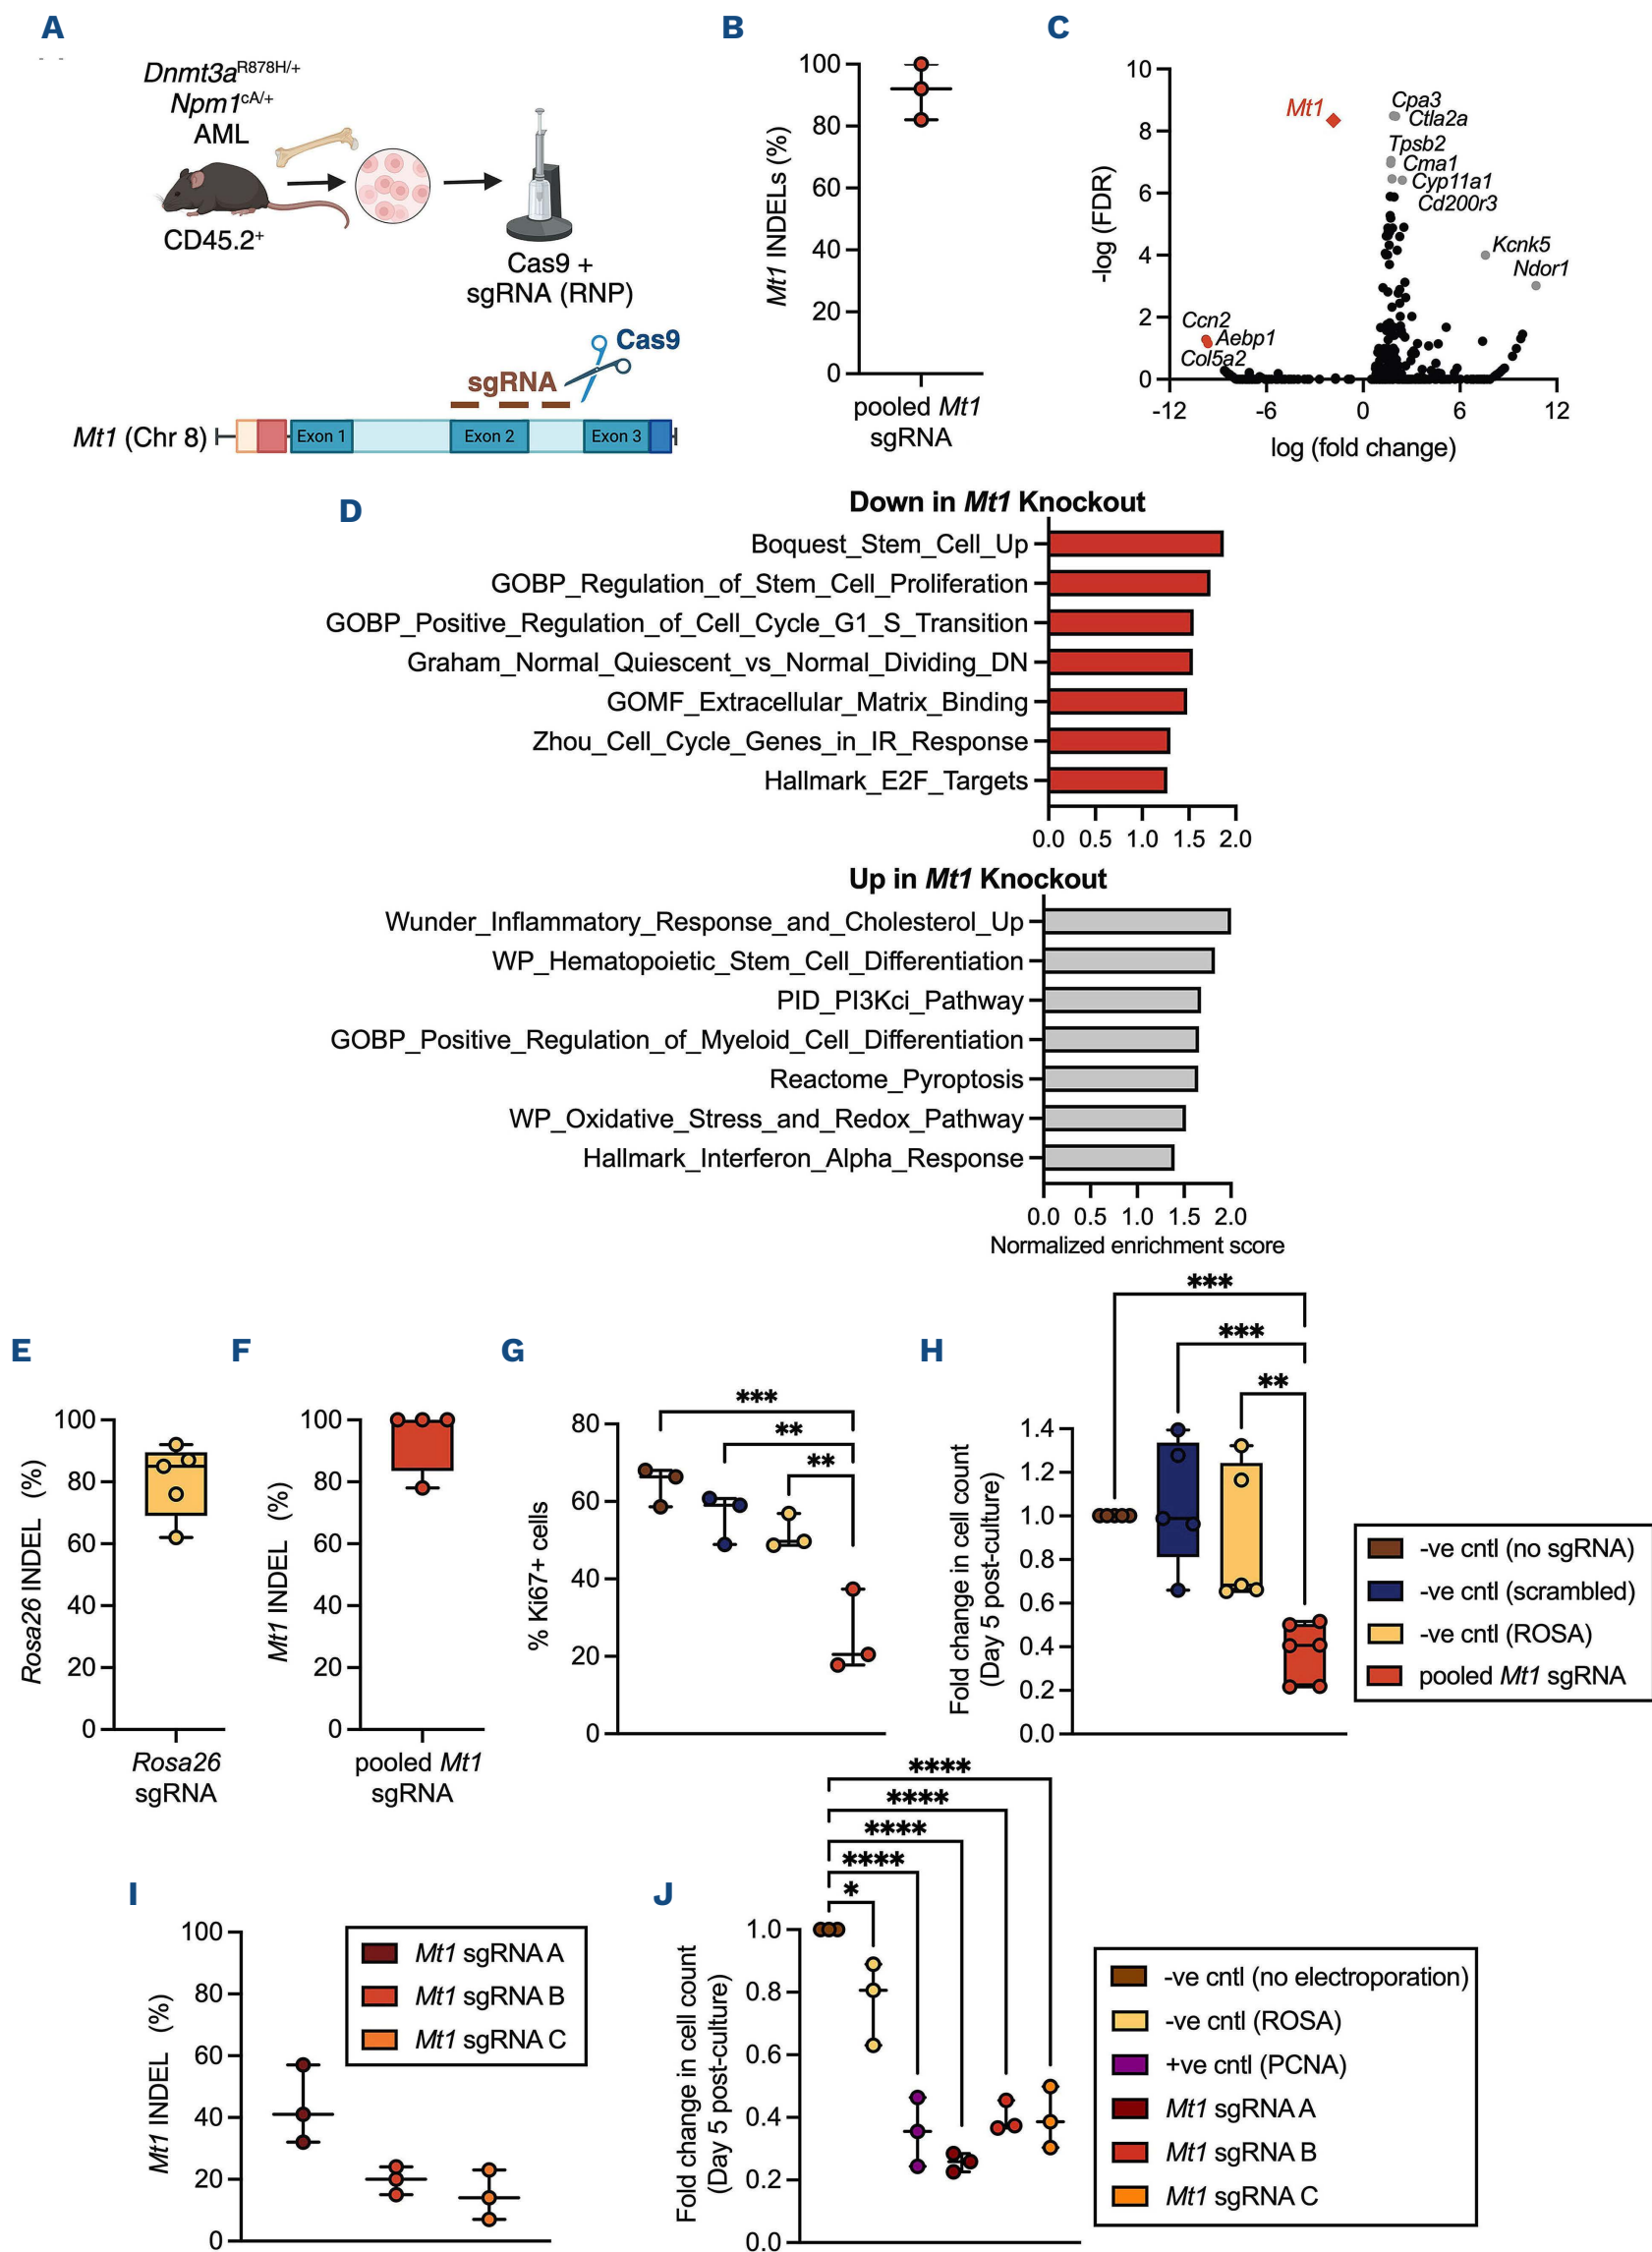 A
Dnmt3aR878H/+
Npm1cA/+
AML
CD45.2+
Cas9 +
sgRNA (RNP)
Cas9
sgRNA
Mt1 (Chr 8)
Exon 1
Exon 2
Exon 3
B
Mt1 INDELs (%)
100
80
60
40
20
0
pooled Mt1
sgRNA
C
-log (FDR)
10
8
6
4
2
0
Mt1
Cpa3
Ctla2a
Tpsb2
Cma1
Cyp11a1
Cd200r3
Kcnk5
Ndor1
Ccn2
Aebp1
Col5a2
-12 -6 0 6 12
log (fold change)
D
Down in Mt1 Knockout
Boquest_Stem_Cell_Up
GOBP_Regulation_of_Stem_Cell_Proliferation
GOBP_Positive_Regulation_of_Cell_Cycle_G1_S_Transition
Graham_Normal_Quiescent_vs_Normal_Dividing_DN
GOMF_Extracellular_Matrix_Binding
Zhou_Cell_Cycle_Genes_in_IR_Response
Hallmark_E2F_Targets
0.0 0.5 1.0 1.5 2.0
Up in Mt1 Knockout
Wunder_Inflammatory_Response_and_Cholesterol_Up
WP_Hematopoietic_Stem_Cell_Differentiation
PID_PI3Kci_Pathway
GOBP_Positive_Regulation_of_Myeloid_Cell_Differentiation
Reactome_Pyroptosis
WP_Oxidative_Stress_and_Redox_Pathway
Hallmark_Interferon_Alpha_Response
0.0 0.5 1.0 1.5 2.0
Normalized enrichment score
E
Rosa26 INDEL (%)
100
80
60
40
20
0
Rosa26
sgRNA
F
Mt1 INDEL (%)
100
80
60
40
20
0
pooled Mt1
sgRNA
G
% Ki67+ cells
80
60
40
20
0
***
**
**
H
Fold change in cell count
(Day 5 post-culture)
1.4
1.2
1.0
0.8
0.6
0.4
0.2
0.0
***
***
**
-ve cntl (no sgRNA)
-ve cntl (scrambled)
-ve cntl (ROSA)
pooled Mt1 sgRNA
I
Mt1 INDEL (%)
100
80
60
40
20
0
Mt1 sgRNA A
Mt1 sgRNA B
Mt1 sgRNA C
J
Fold change in cell count
(Day 5 post-culture)
1.0
0.8
0.6
0.4
0.2
0.0
****
****
****
****
*
-ve cntl (no electroporation)
-ve cntl (ROSA)
+ve cntl (PCNA)
Mt1 sgRNA A
Mt1 sgRNA B
Mt1 sgRNA C